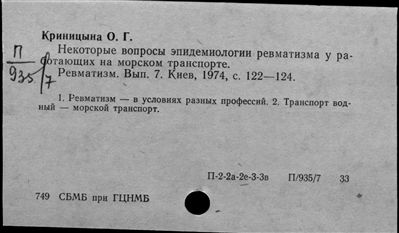 Криницына О. Г.
Некоторые вопросы эпидемиологии ревматизма у ра-
ботающих на морском транспорте.
Ревматизм. Вып. 7. Киев, 1974, с. 122—124.
П
935/7
1. Ревматизм — в условиях разных профессий. 2. Транспорт вод-
ный — морской транспорт.
П-2-2а-2е-3-3в П/935/7 33
749 СБМБ при ГЦНМБ